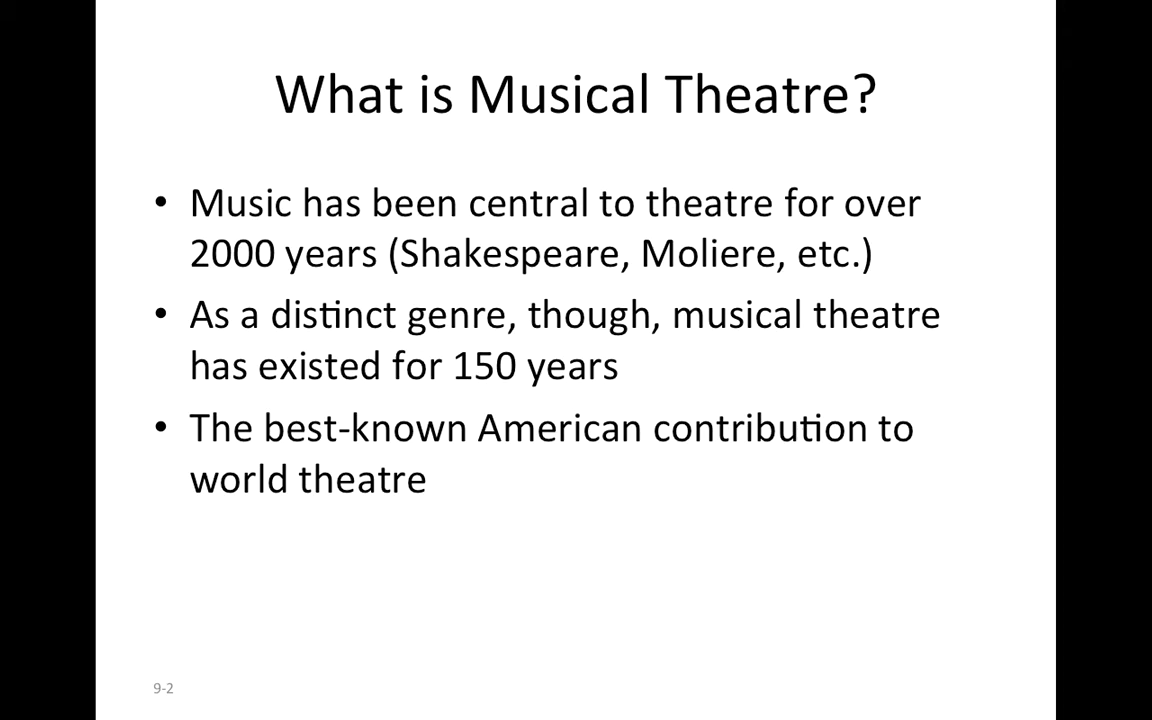 What is Musical Theatre?
• Music has been central to theatre for over
2000 years (Shakespeare, Moliere, etc.)
• As a distinct genre, though, musical theatre
has existed for 150 years
• The best-known American contribution to
world theatre
9-2